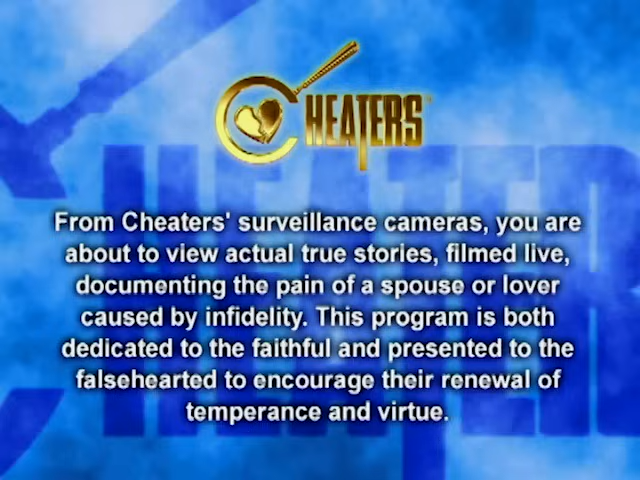 CHEATERS
From Cheaters' surveillance cameras, you are
about to view actual true stories, filmed live,
documenting the pain of a spouse or lover
caused by infidelity. This program is both
dedicated to the faithful and presented to the
falsehearted to encourage their renewal of
temperance and virtue.